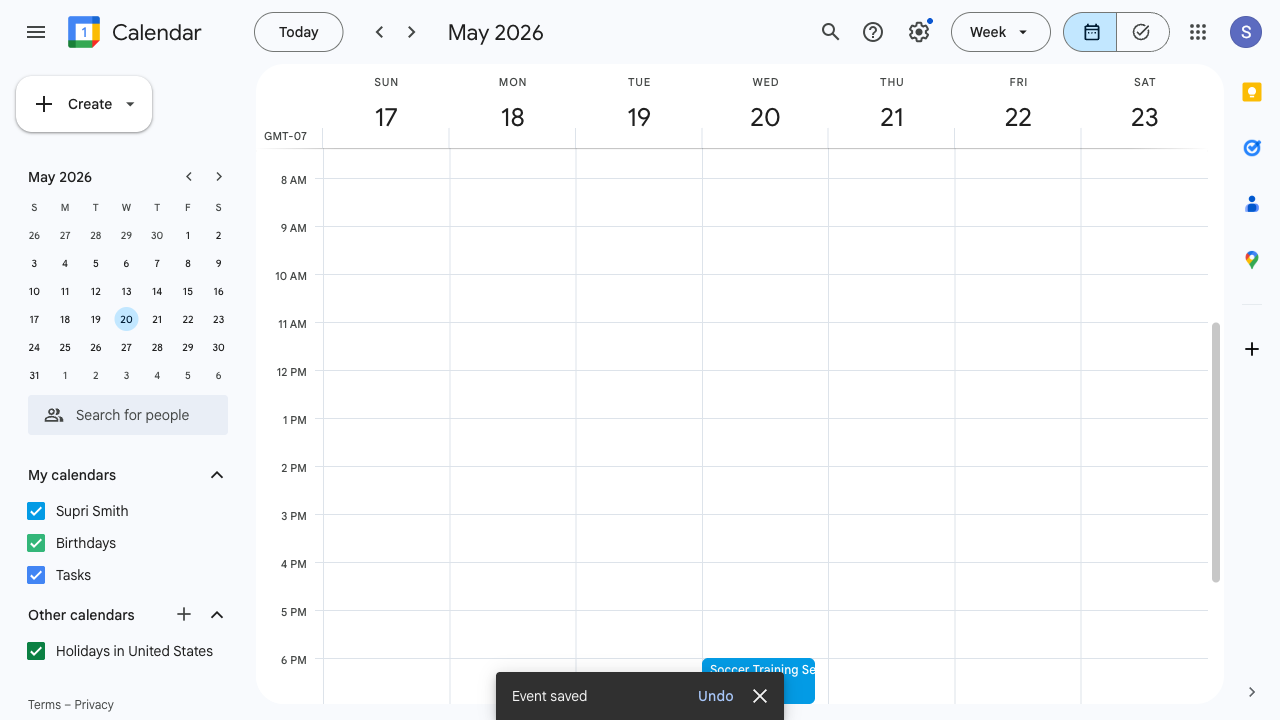 1 Calendar
Today
May 2026
Week
S
Create
May 2026
S M T W T F S
26 27 28 29 30 1 2
3 4 5 6 7 8 9
10 11 12 13 14 15 16
17 18 19 20 21 22 23
24 25 26 27 28 29 30
31 1 2 3 4 5 6
Search for people
My calendars
Supri Smith
Birthdays
Tasks
Other calendars
Holidays in United States
Terms – Privacy
SUN MON TUE WED THU FRI SAT
17 18 19 20 21 22 23
GMT-07
8 AM
9 AM
10 AM
11 AM
12 PM
1 PM
2 PM
3 PM
4 PM
5 PM
6 PM
Soccer Training Se
Event saved Undo